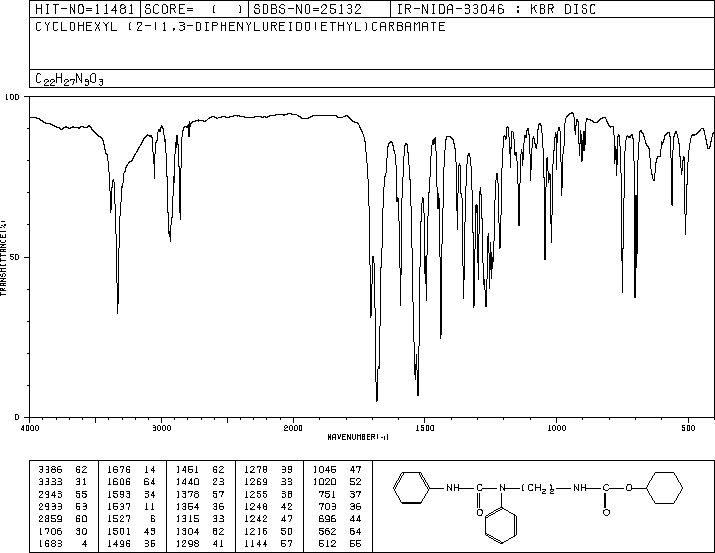 HIT-NO=11481 SCORE= ( ) SDBS-NO=25132 IR-NIDA-33046 : KBR DISC
CYCLOHEXYL (2-(1,3-DIPHENYLUREIDO)ETHYL)CARBAMATE
C22H27N3O3
100
50
0
TRANSMITTANCE(%)
4000 3000 2000 1500 1000 500
WAVENUMBER(-1)
3386 62 1676 14 1451 62 1278 39 1046 47
3333 31 1606 64 1440 23 1269 33 1020 52
2943 55 1593 34 1378 57 1255 38 751 37
2933 53 1537 11 1354 36 1248 42 703 36
2859 60 1527 6 1315 33 1242 47 696 44
1706 30 1501 49 1304 62 1216 50 562 64
1683 4 1496 35 1298 41 1144 57 512 55
NH C N (CH2)2 NH C O
O O